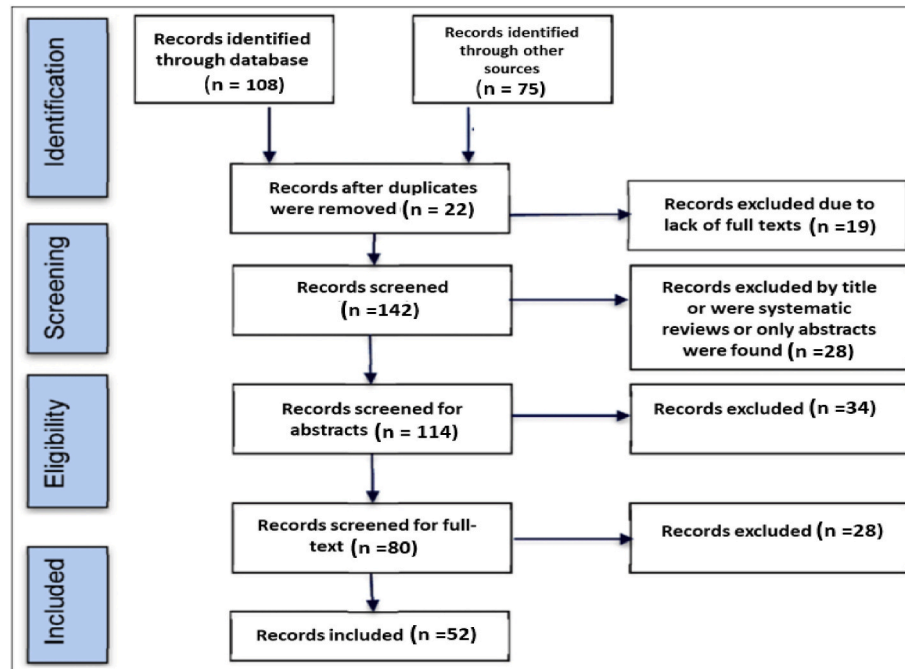 Identification
Records identified
through database
(n = 108)
Records identified
through other
sources
(n = 75)
Records after duplicates
were removed (n = 22)
Records excluded due to
lack of full texts (n =19)
Screening
Records screened
(n =142)
Records excluded by title
or were systematic
reviews or only abstracts
were found (n =28)
Eligibility
Records screened for
abstracts (n = 114)
Records excluded (n =34)
Records screened for full-
text (n =80)
Records excluded (n =28)
Included
Records included (n =52)